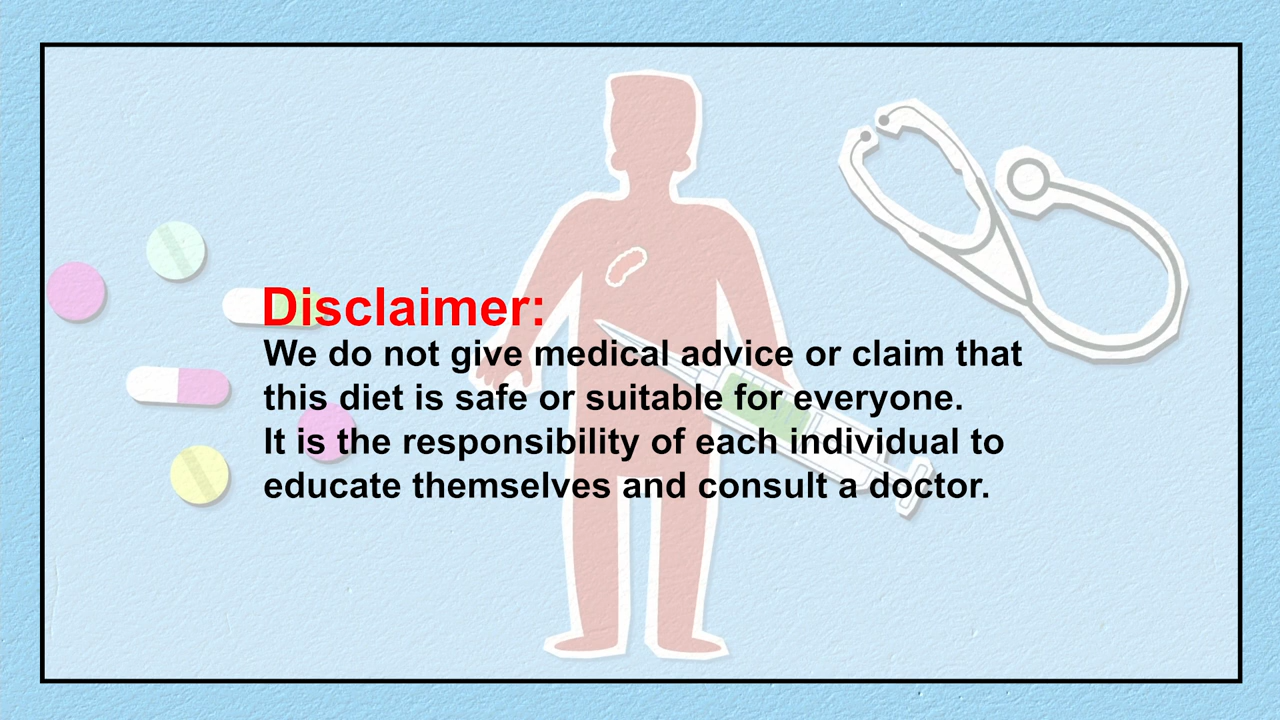 Disclaimer:
We do not give medical advice or claim that
this diet is safe or suitable for everyone.
It is the responsibility of each individual to
educate themselves and consult a doctor.